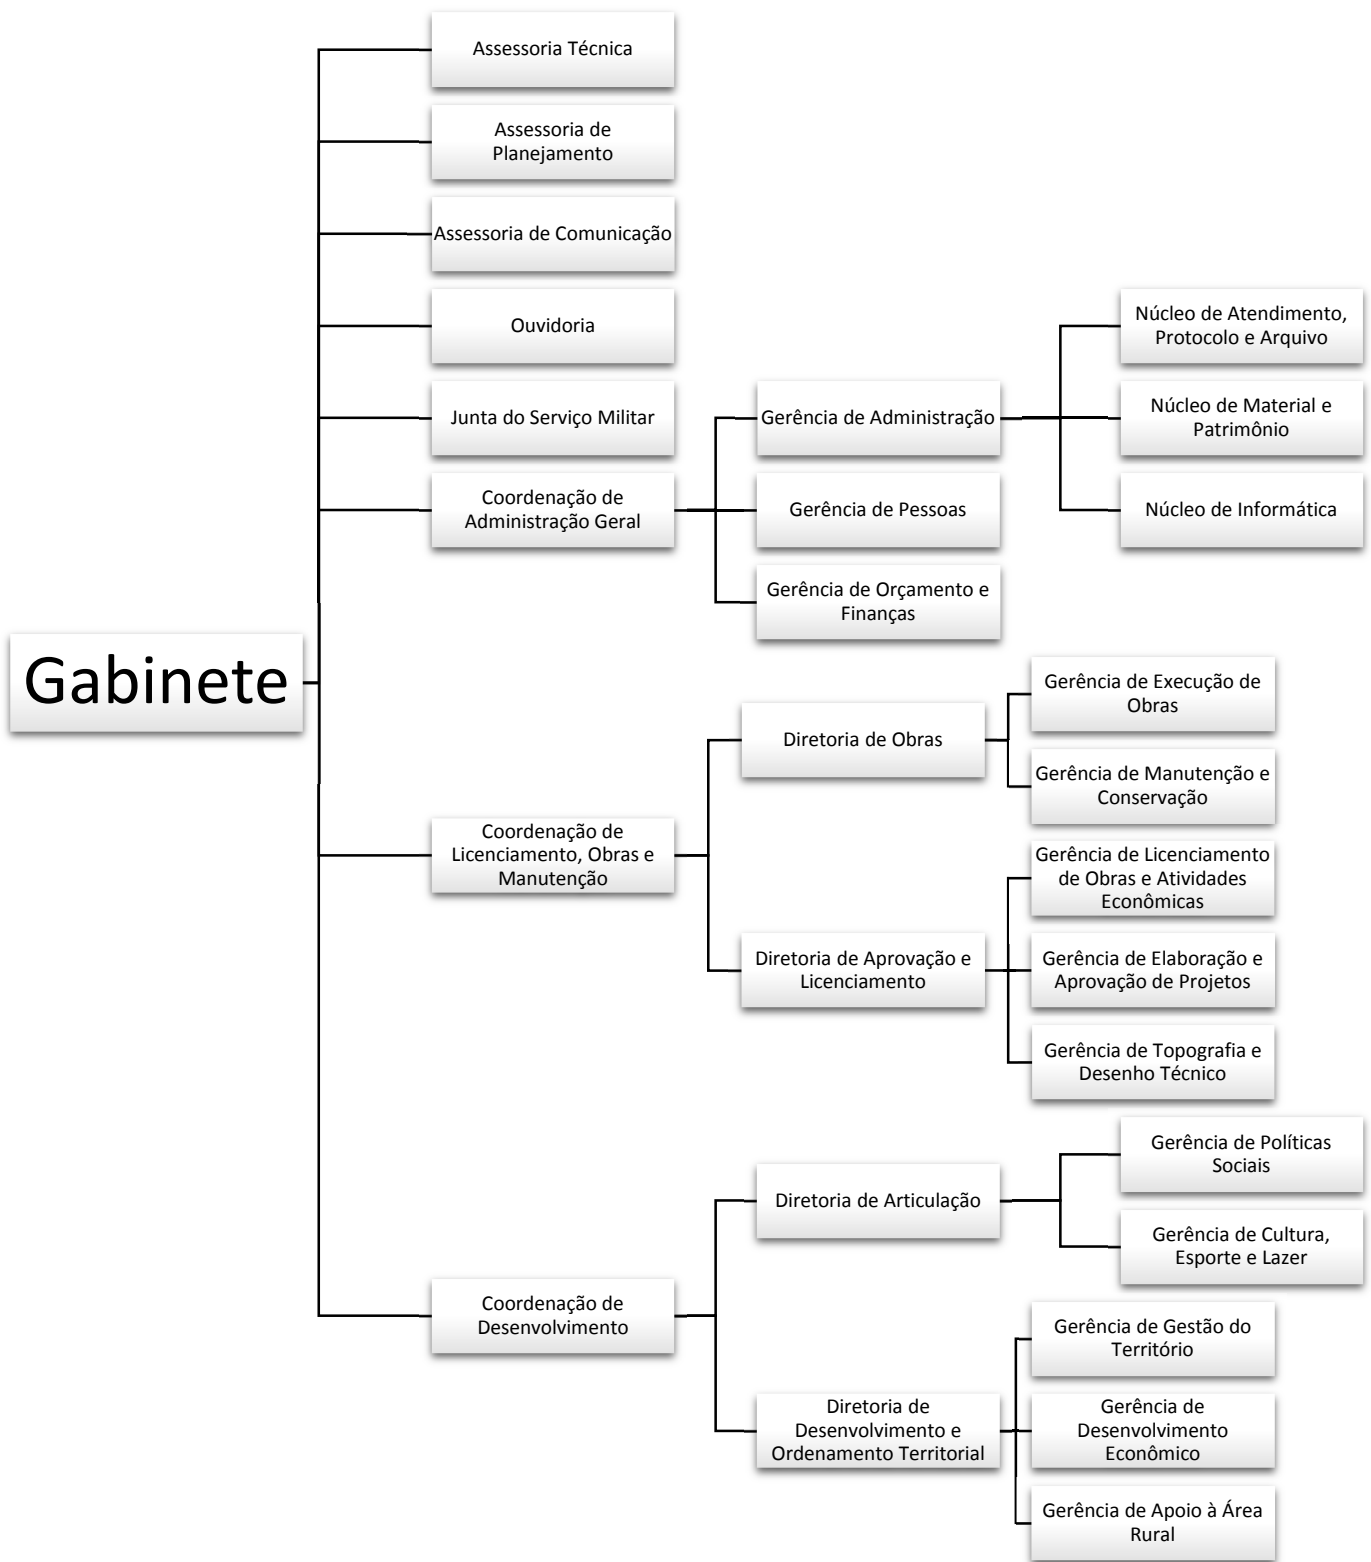 Gabinete
Assessoria Técnica
Assessoria de
Planejamento
Assessoria de Comunicação
Ouvidoria
Junta do Serviço Militar
Coordenação de
Administração Geral
Gerência de Administração
Núcleo de Atendimento,
Protocolo e Arquivo
Núcleo de Material e
Patrimônio
Núcleo de Informática
Gerência de Pessoas
Gerência de Orçamento e
Finanças
Coordenação de
Licenciamento, Obras e
Manutenção
Diretoria de Obras
Gerência de Execução de
Obras
Gerência de Manutenção e
Conservação
Diretoria de Aprovação e
Licenciamento
Gerência de Licenciamento
de Obras e Atividades
Econômicas
Gerência de Elaboração e
Aprovação de Projetos
Gerência de Topografia e
Desenho Técnico
Coordenação de
Desenvolvimento
Diretoria de Articulação
Gerência de Políticas
Sociais
Gerência de Cultura,
Esporte e Lazer
Diretoria de
Desenvolvimento e
Ordenamento Territorial
Gerência de Gestão do
Território
Gerência de
Desenvolvimento
Econômico
Gerência de Apoio à Área
Rural